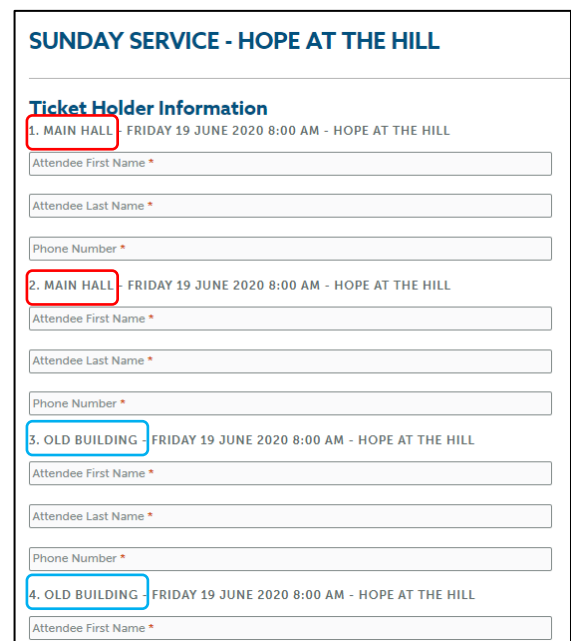 SUNDAY SERVICE - HOPE AT THE HILL
Ticket Holder Information
1. MAIN HALL - FRIDAY 19 JUNE 2020 8:00 AM - HOPE AT THE HILL
Attendee First Name *
Attendee Last Name *
Phone Number *
2. MAIN HALL - FRIDAY 19 JUNE 2020 8:00 AM - HOPE AT THE HILL
Attendee First Name *
Attendee Last Name *
Phone Number *
3. OLD BUILDING - FRIDAY 19 JUNE 2020 8:00 AM - HOPE AT THE HILL
Attendee First Name *
Attendee Last Name *
Phone Number *
4. OLD BUILDING - FRIDAY 19 JUNE 2020 8:00 AM - HOPE AT THE HILL
Attendee First Name *